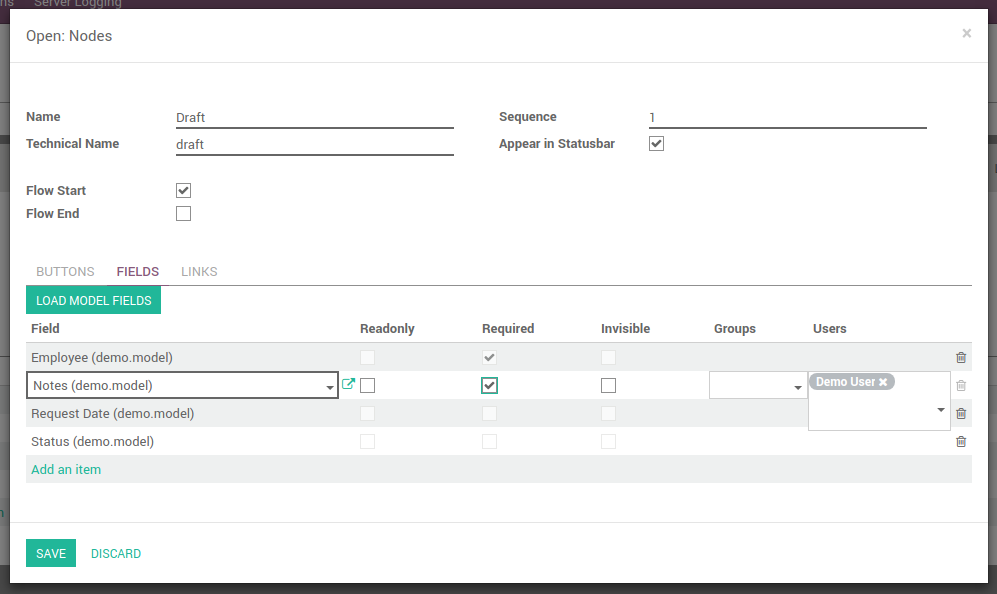 Server Logging
Open: Nodes ×
Name Draft Sequence 1
Technical Name draft Appear in Statusbar
Flow Start
Flow End
BUTTONS FIELDS LINKS
LOAD MODEL FIELDS
Field Readonly Required Invisible Groups Users
Employee (demo.model)
Notes (demo.model) Demo User ×
Request Date (demo.model)
Status (demo.model)
Add an item
SAVE DISCARD